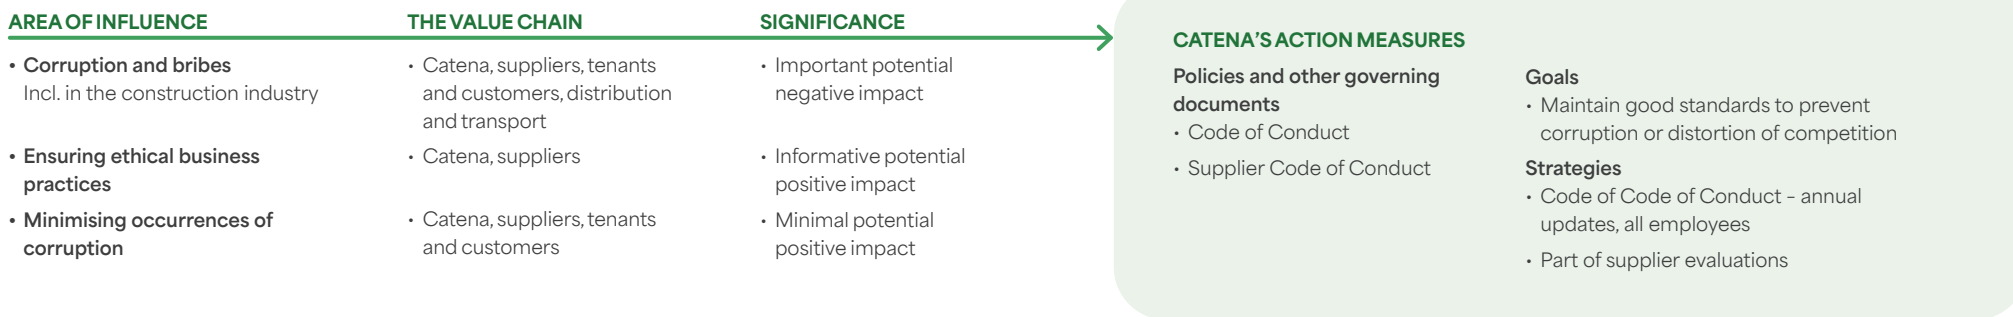 AREA OF INFLUENCE
THE VALUE CHAIN
SIGNIFICANCE
• Corruption and bribes
Incl. in the construction industry
• Catena, suppliers, tenants
and customers, distribution
and transport
• Important potential
negative impact
• Ensuring ethical business
practices
• Catena, suppliers
• Informative potential
positive impact
• Minimising occurrences of
corruption
• Catena, suppliers, tenants
and customers
• Minimal potential
positive impact
CATENA'S ACTION MEASURES
Policies and other governing
documents
• Code of Conduct
• Supplier Code of Conduct
Goals
• Maintain good standards to prevent
corruption or distortion of competition
Strategies
• Code of Code of Conduct – annual
updates, all employees
• Part of supplier evaluations